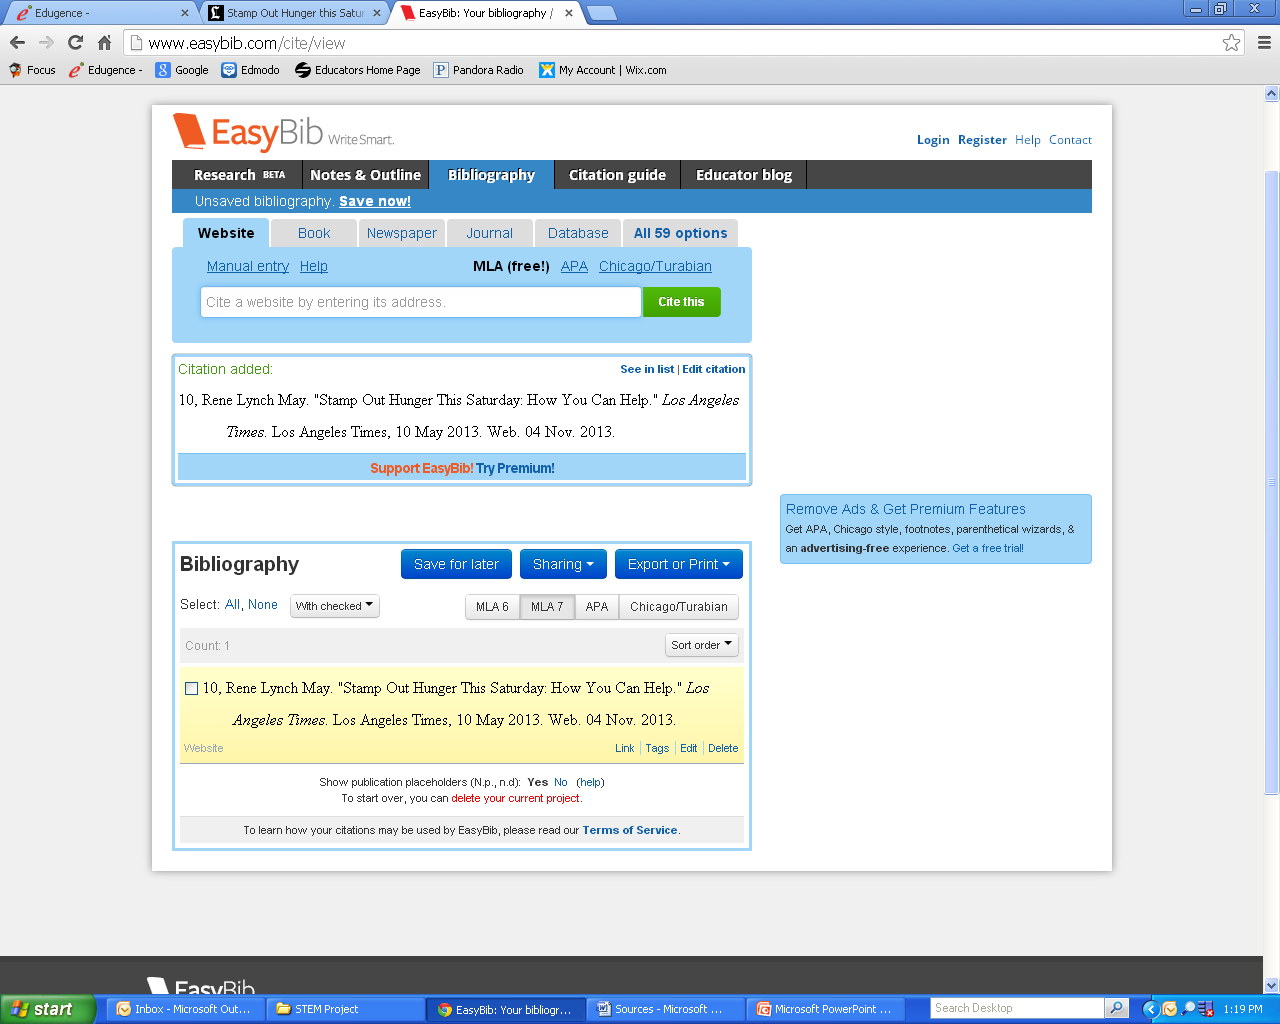 Edugence -
Stamp Out Hunger this Satur
EasyBib: Your bibliography /
www.easybib.com/cite/view
Focus
Edugence -
Google
Edmodo
Educators Home Page
Pandora Radio
My Account | Wix.com
EasyBib Write Smart.
Login Register Help Contact
Research BETA Notes & Outline Bibliography Citation guide Educator blog
Unsaved bibliography. Save now!
Website Book Newspaper Journal Database All 59 options
Manual entry Help MLA (free!) APA Chicago/Turabian
Cite a website by entering its address. Cite this
Citation added: See in list | Edit citation
10, Rene Lynch May. "Stamp Out Hunger This Saturday: How You Can Help." Los Angeles
Times. Los Angeles Times, 10 May 2013. Web. 04 Nov. 2013.
Support EasyBib! Try Premium!
Remove Ads & Get Premium Features
Get APA, Chicago style, footnotes, parenthetical wizards, &
an advertising-free experience. Get a free trial!
Bibliography Save for later Sharing Export or Print
Select: All, None With checked MLA 6 MLA 7 APA Chicago/Turabian
Count: 1 Sort order
10, Rene Lynch May. "Stamp Out Hunger This Saturday: How You Can Help." Los
Angeles Times. Los Angeles Times, 10 May 2013. Web. 04 Nov. 2013.
Website Link Tags Edit Delete
Show publication placeholders (N.p., n.d): Yes No (help)
To start over, you can delete your current project.
To learn how your citations may be used by EasyBib, please read our Terms of Service.
EasyBib
start
Inbox - Microsoft Out...
STEM Project
EasyBib: Your bibliogr...
Sources - Microsoft ...
Microsoft PowerPoint ...
Search Desktop
1:19 PM